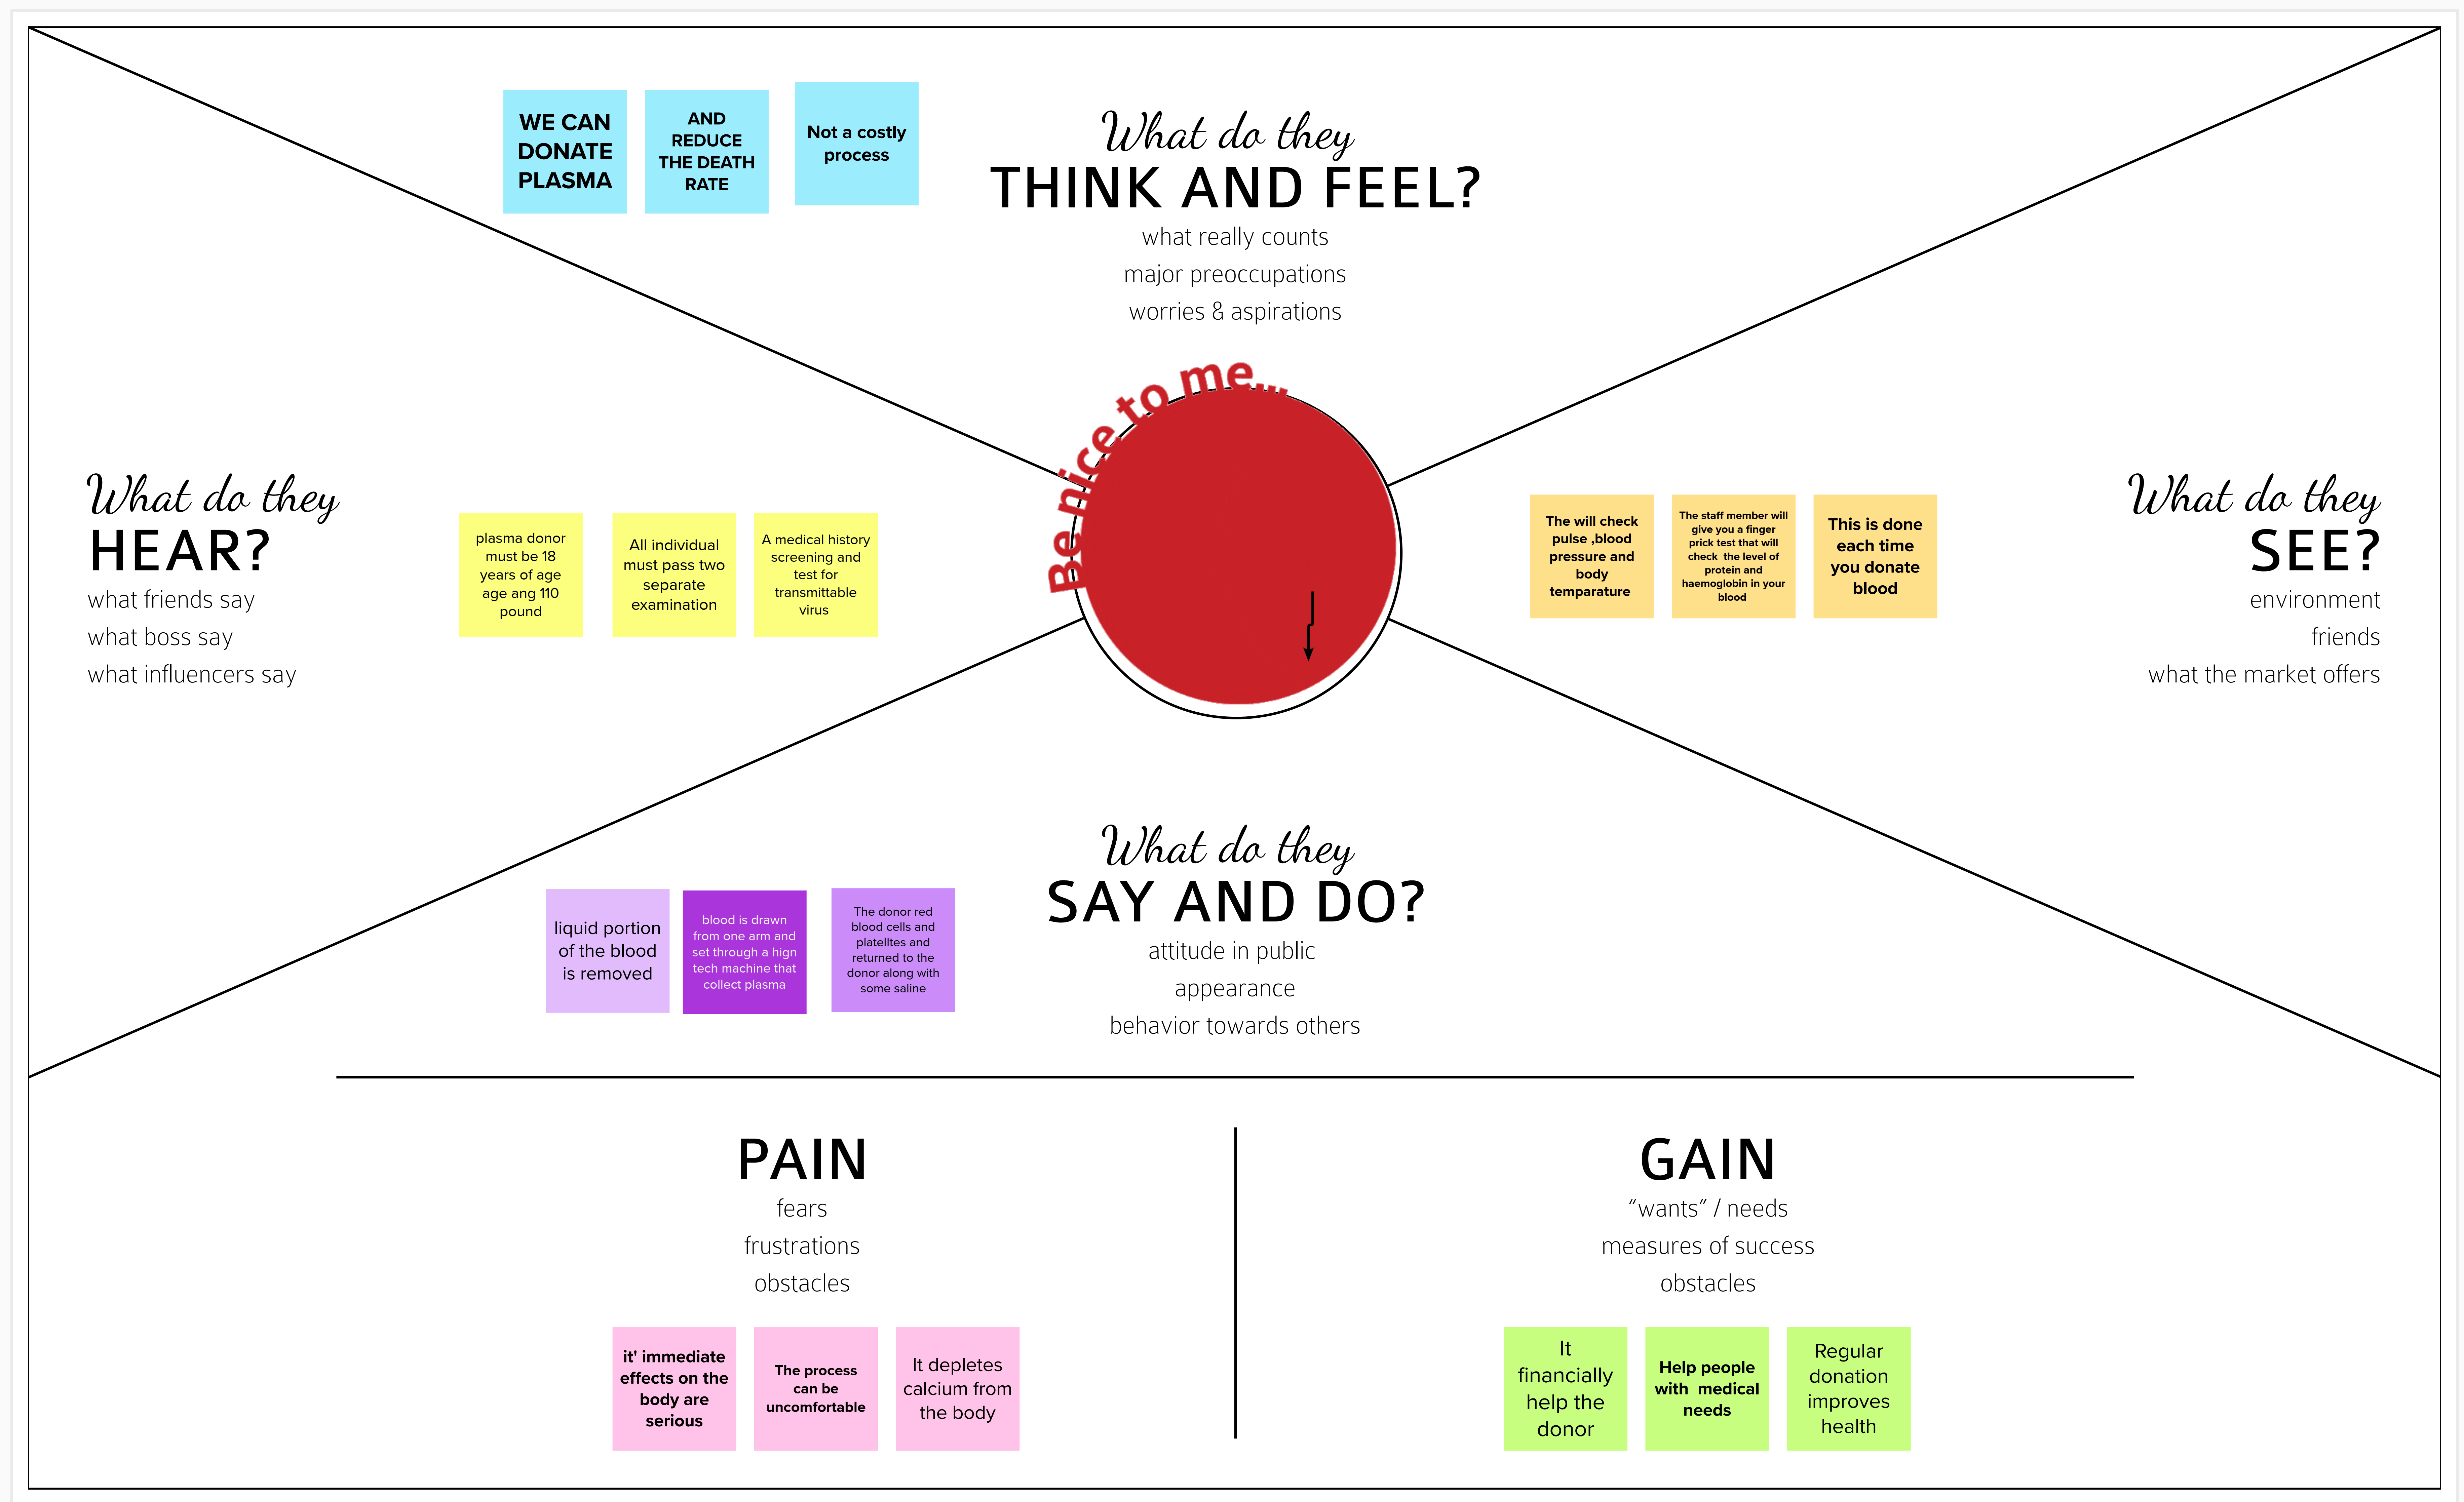 WE CAN
DONATE
PLASMA
AND
REDUCE
THE DEATH
RATE
Not a costly
process
What do they
THINK AND FEEL?
what really counts
major preoccupations
worries & aspirations
Be nice to me...
What do they
HEAR?
what friends say
what boss say
what influencers say
plasma donor
must be 18
years of age
age ang 110
pound
All individual
must pass two
separate
examination
A medical history
screening and
test for
transmittable
virus
The will check
pulse ,blood
pressure and
body
temparature
The staff member will
give you a finger
prick test that will
check the level of
protein and
haemoglobin in your
blood
This is done
each time
you donate
blood
What do they
SEE?
environment
friends
what the market offers
What do they
SAY AND DO?
attitude in public
appearance
behavior towards others
liquid portion
of the blood
is removed
blood is drawn
from one arm and
set through a hign
tech machine that
collect plasma
The donor red
blood cells and
platelltes and
returned to the
donor along with
some saline
PAIN
fears
frustrations
obstacles
it' immediate
effects on the
body are
serious
The process
can be
uncomfortable
It depletes
calcium from
the body
GAIN
“wants” / needs
measures of success
obstacles
It
financially
help the
donor
Help people
with medical
needs
Regular
donation
improves
health